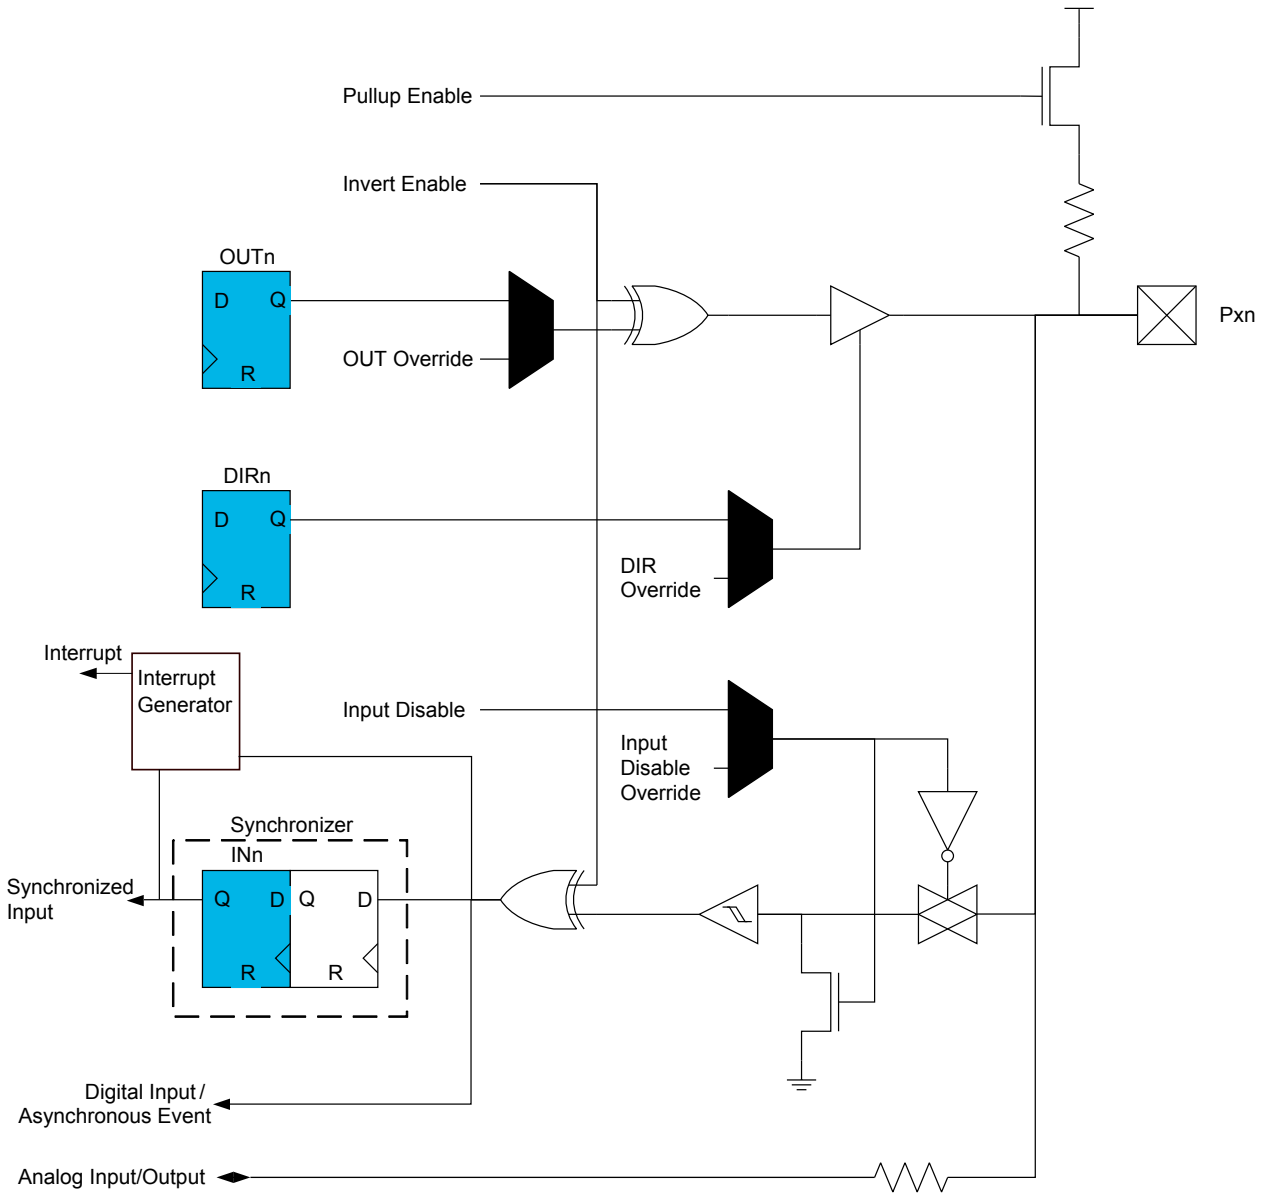 Pullup Enable
Invert Enable
OUTn
D Q
R
OUT Override
Pxn
DIRn
D Q
R
DIR
Override
Interrupt
Interrupt
Generator
Input Disable
Input
Disable
Override
Synchronizer
INn
Synchronized
Input
Q D Q D
R R
Digital Input /
Asynchronous Event
Analog Input/Output